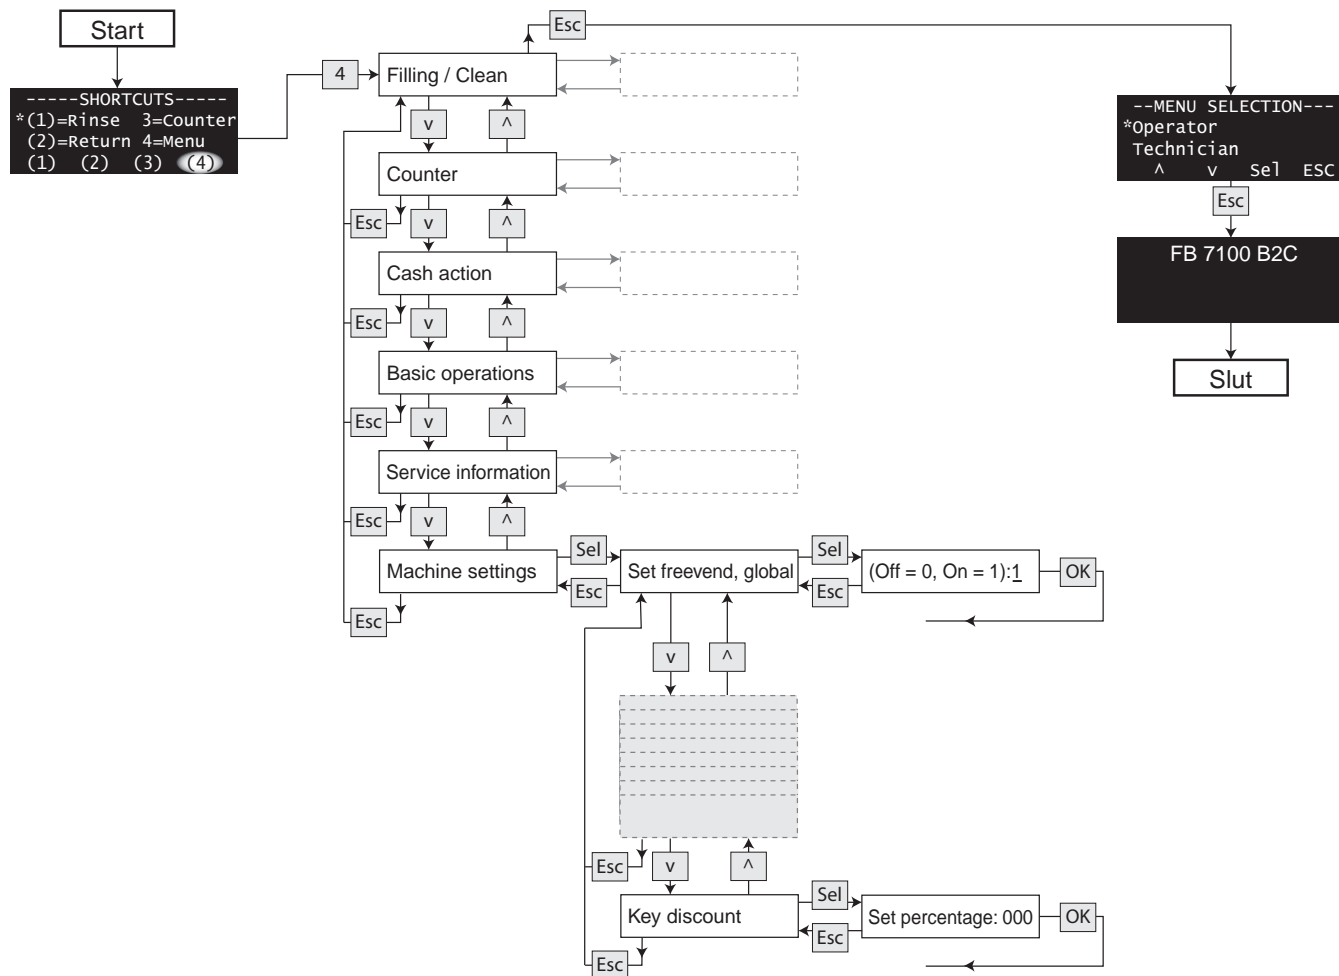 Start
-----SHORTCUTS-----
*(1)=Rinse 3=Counter
(2)=Return 4=Menu
(1) (2) (3) (4)
4
Esc
Filling / Clean
v
^
Counter
Esc
v
^
Cash action
Esc
v
^
Basic operations
Esc
v
^
Service information
Esc
v
^
Machine settings
Esc
Sel
Esc
Set freevend, global
Sel
Esc
(Off = 0, On = 1):1
OK
v
^
Esc
v
^
Key discount
Esc
Sel
Esc
Set percentage: 000
OK
--MENU SELECTION---
*Operator
Technician
^ v Sel ESC
Esc
FB 7100 B2C
Slut